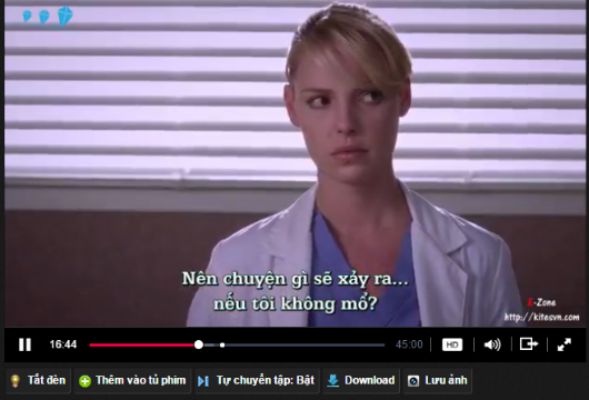 Nên chuyện gì sẽ xảy ra...
nếu tôi không mổ?
K-Zone
http://kitesvn.com
16:44
45:00
HD
Tắt đèn
Thêm vào tủ phim
Tự chuyển tập: Bật
Download
Lưu ảnh